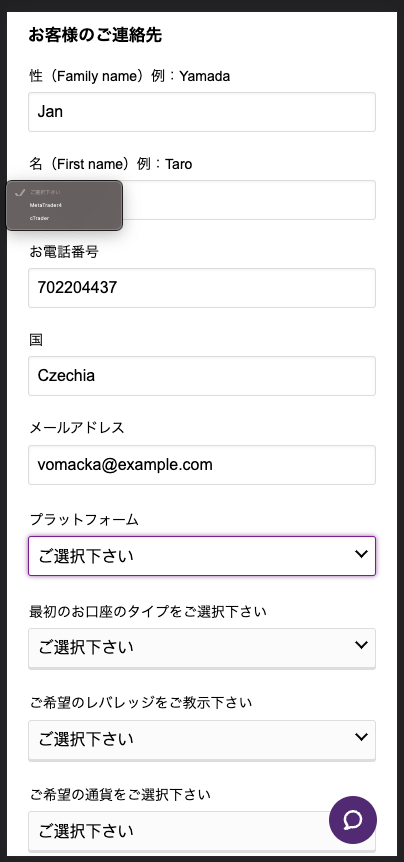 お客様のご連絡先
性（Family name）例：Yamada
Jan
名（First name）例：Taro
ご選択下さい
MetaTrader4
cTrader
お電話番号
702204437
国
Czechia
メールアドレス
vomacka@example.com
プラットフォーム
ご選択下さい
最初のお口座のタイプをご選択下さい
ご選択下さい
ご希望のレバレッジをご教示下さい
ご選択下さい
ご希望の通貨をご選択下さい
ご選択下さい